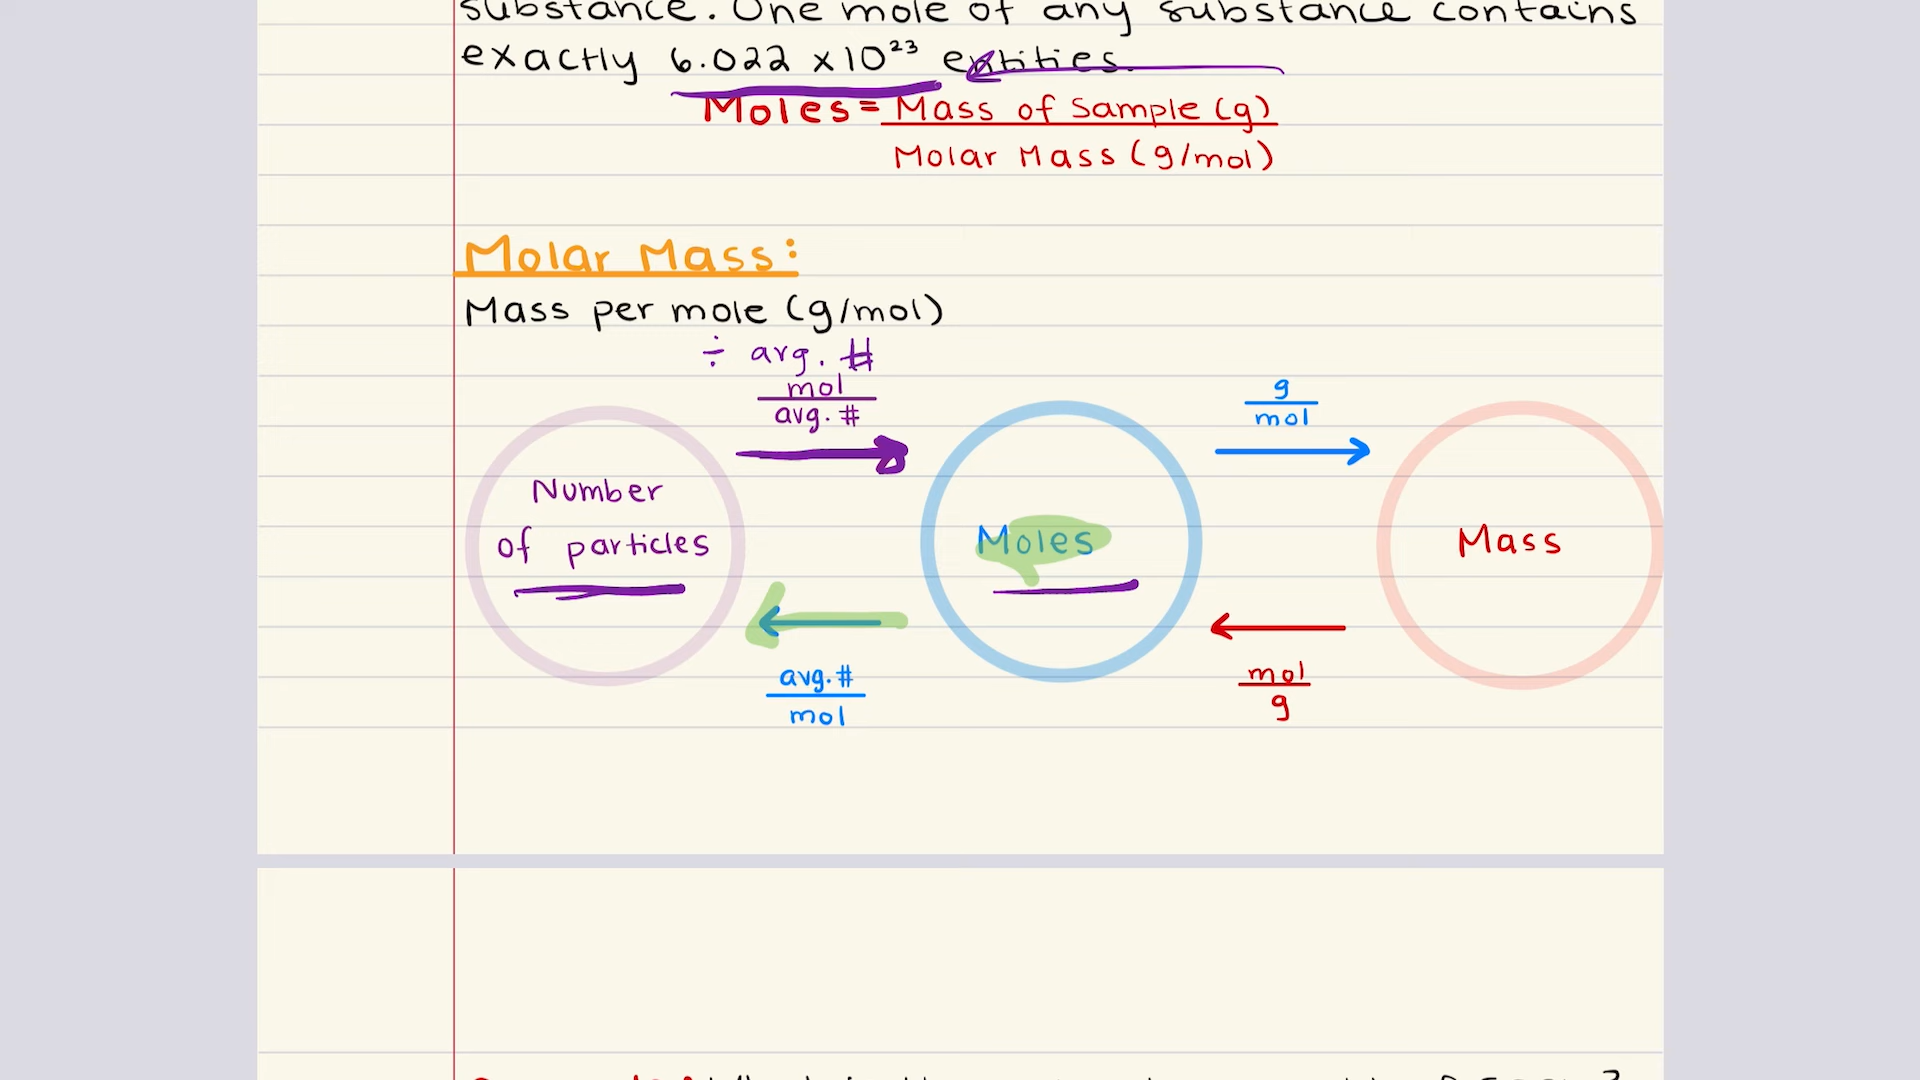 substance. One mole of any substance contains
exactly 6.022 x10²³ entities.
Moles = Mass of Sample (g)
Molar Mass (g/mol)
Molar Mass:
Mass per mole (g/mol)
÷ avg. #
mol
avg. #
g
mol
Number
of particles
Moles
Mass
avg. #
mol
mol
g